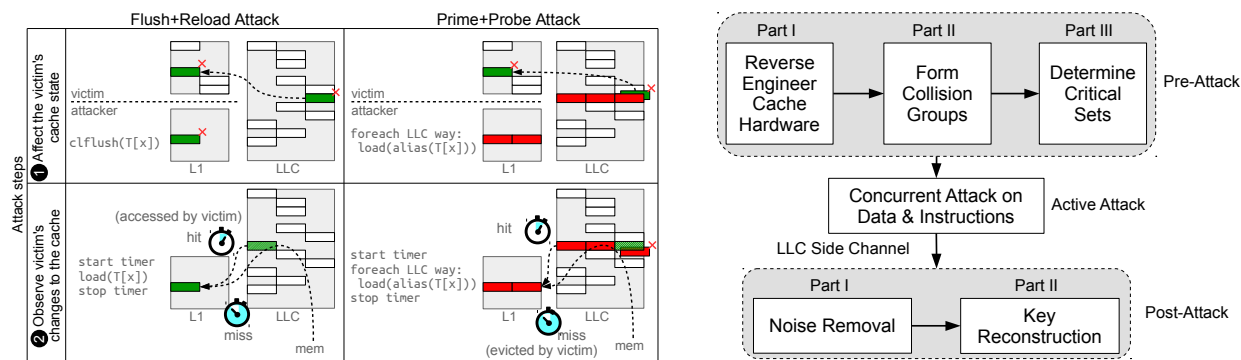 Flush+Reload Attack
Prime+Probe Attack
Attack steps
1 Affect the victim's
cache state
victim
attacker
clflush(T[x])
L1
LLC
victim
attacker
foreach LLC way:
load(alias(T[x]))
L1
LLC
2 Observe victim's
changes to the cache
(accessed by victim)
hit
start timer
load(T[x])
stop timer
L1
LLC
miss
mem
hit
start timer
foreach LLC way:
load(alias(T[x]))
stop timer
L1
LLC
miss
(evicted by victim)
mem
Part I
Part II
Part III
Reverse
Engineer
Cache
Hardware
Form
Collision
Groups
Determine
Critical
Sets
Pre-Attack
Concurrent Attack on
Data & Instructions
Active Attack
LLC Side Channel
Part I
Part II
Noise Removal
Key
Reconstruction
Post-Attack